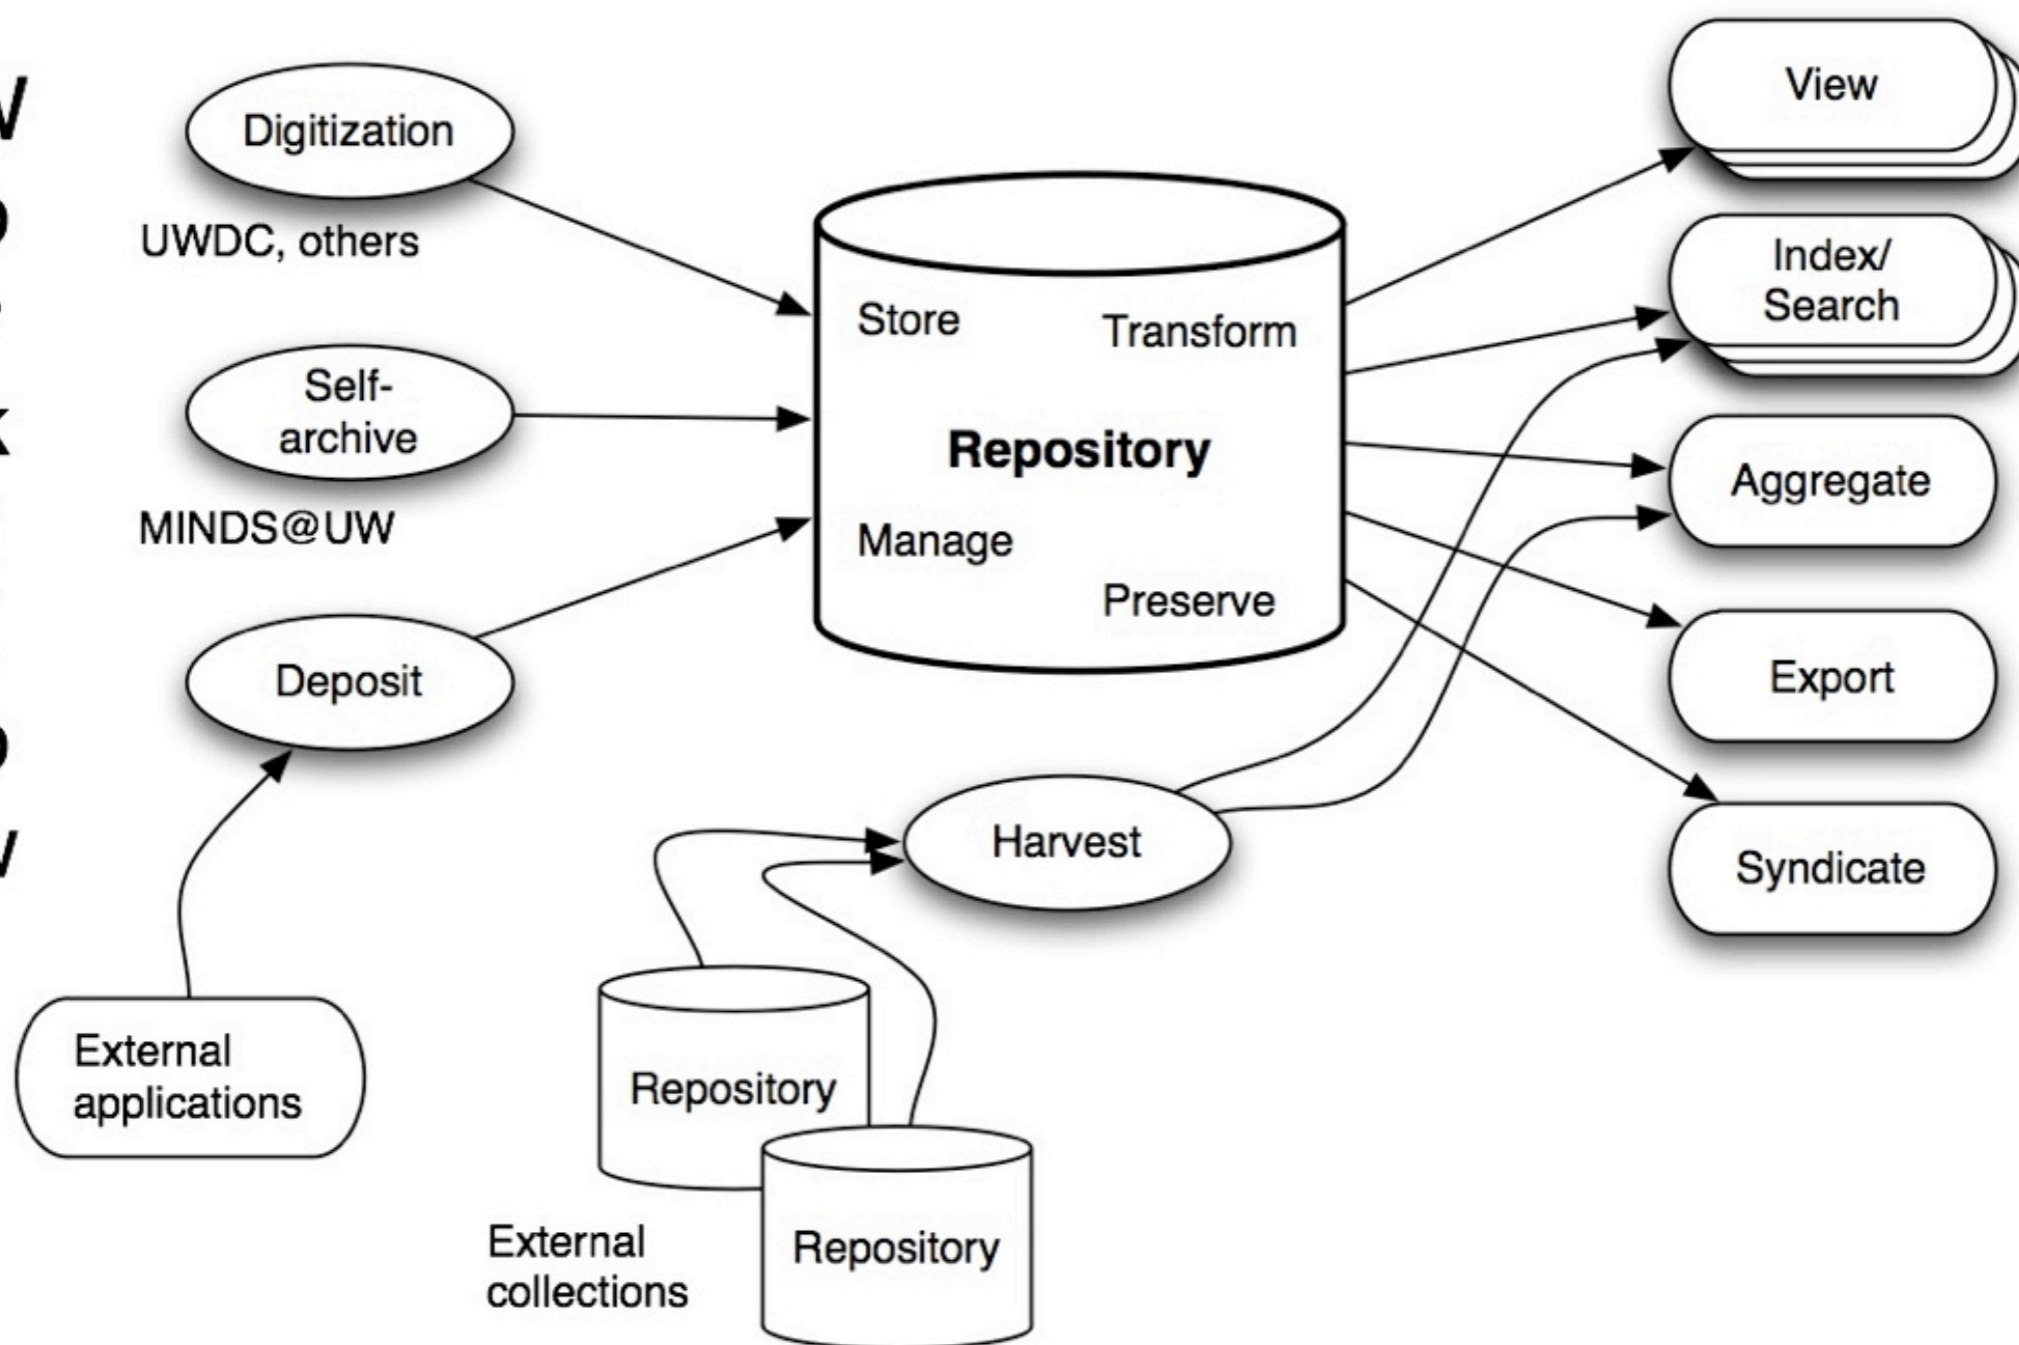 Digitization
UWDC, others
Self-
archive
MINDS@UW
Deposit
External
applications
Store
Transform
Repository
Manage
Preserve
Harvest
Repository
Repository
External
collections
View
Index/
Search
Aggregate
Export
Syndicate